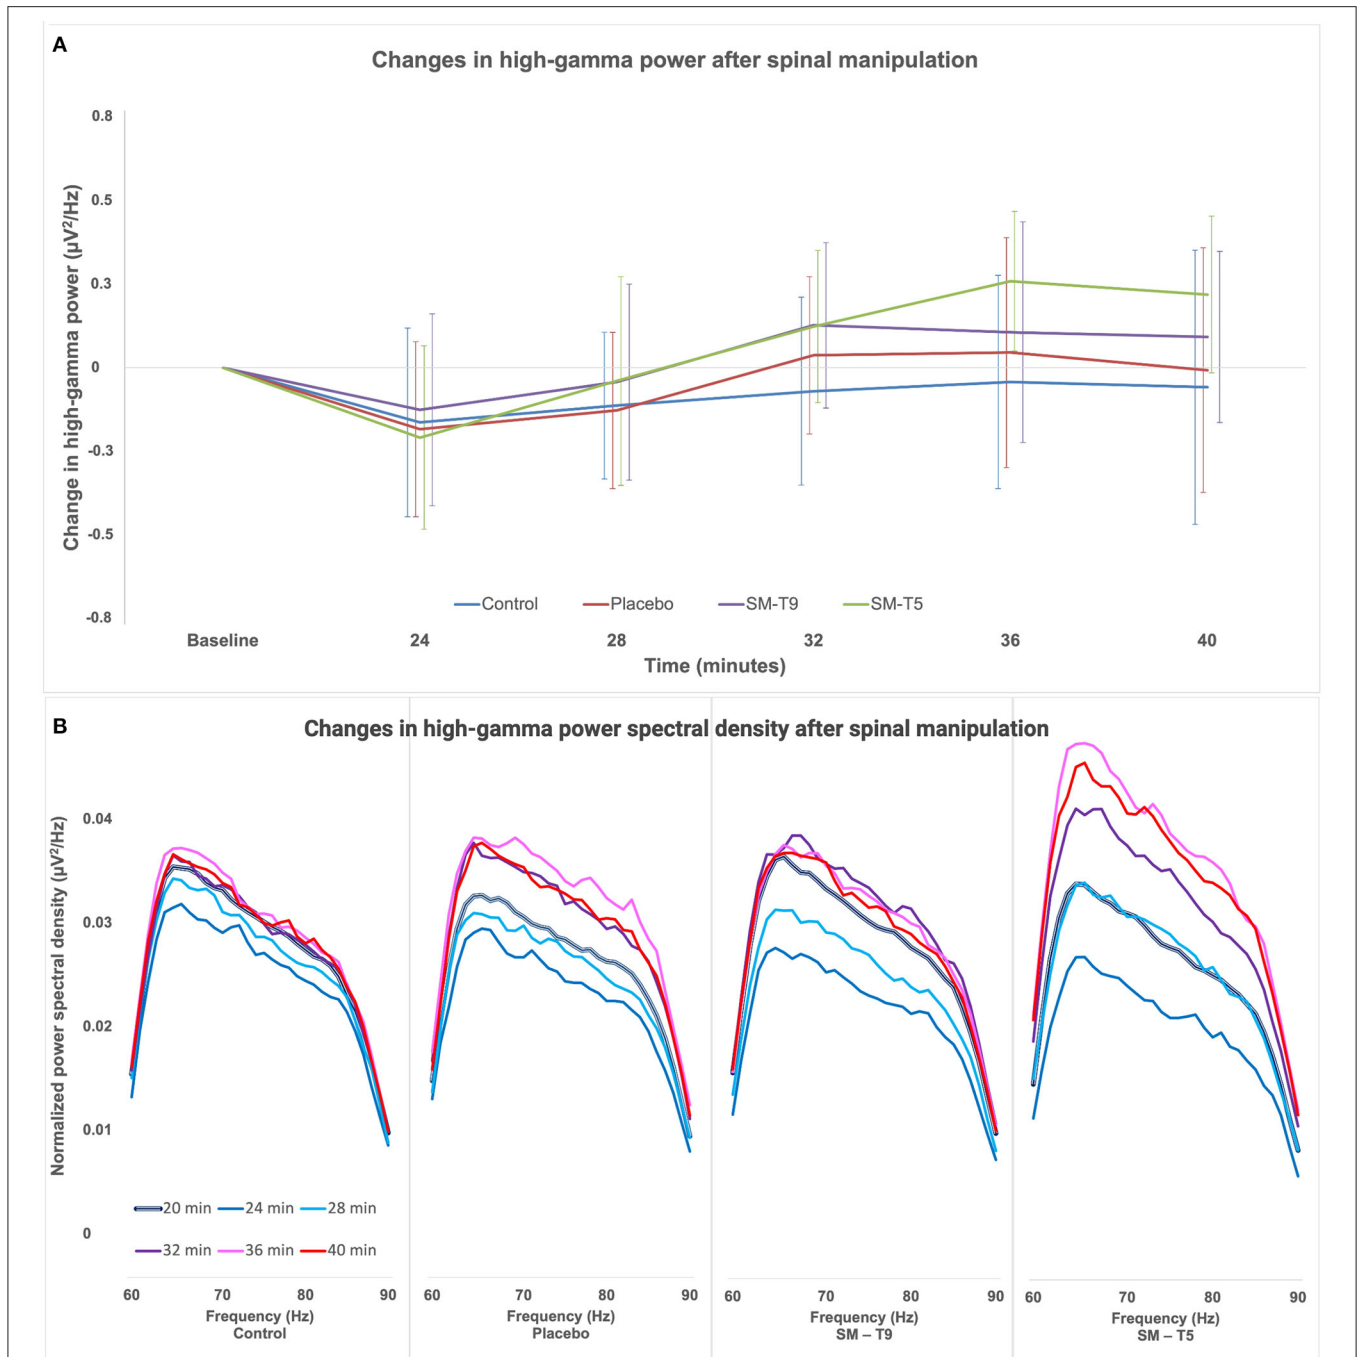 A
Changes in high-gamma power after spinal manipulation
Change in high-gamma power (µV²/Hz)
0.8
0.5
0.3
0
-0.3
-0.5
-0.8
Control Placebo SM-T9 SM-T5
Baseline 24 28 32 36 40
Time (minutes)
B
Changes in high-gamma power spectral density after spinal manipulation
Normalized power spectral density (µV²/Hz)
0.04
0.03
0.02
0.01
0
20 min 24 min 28 min
32 min 36 min 40 min
60 70 80 90
Frequency (Hz)
Control
60 70 80 90
Frequency (Hz)
Placebo
60 70 80 90
Frequency (Hz)
SM – T9
60 70 80 90
Frequency (Hz)
SM – T5